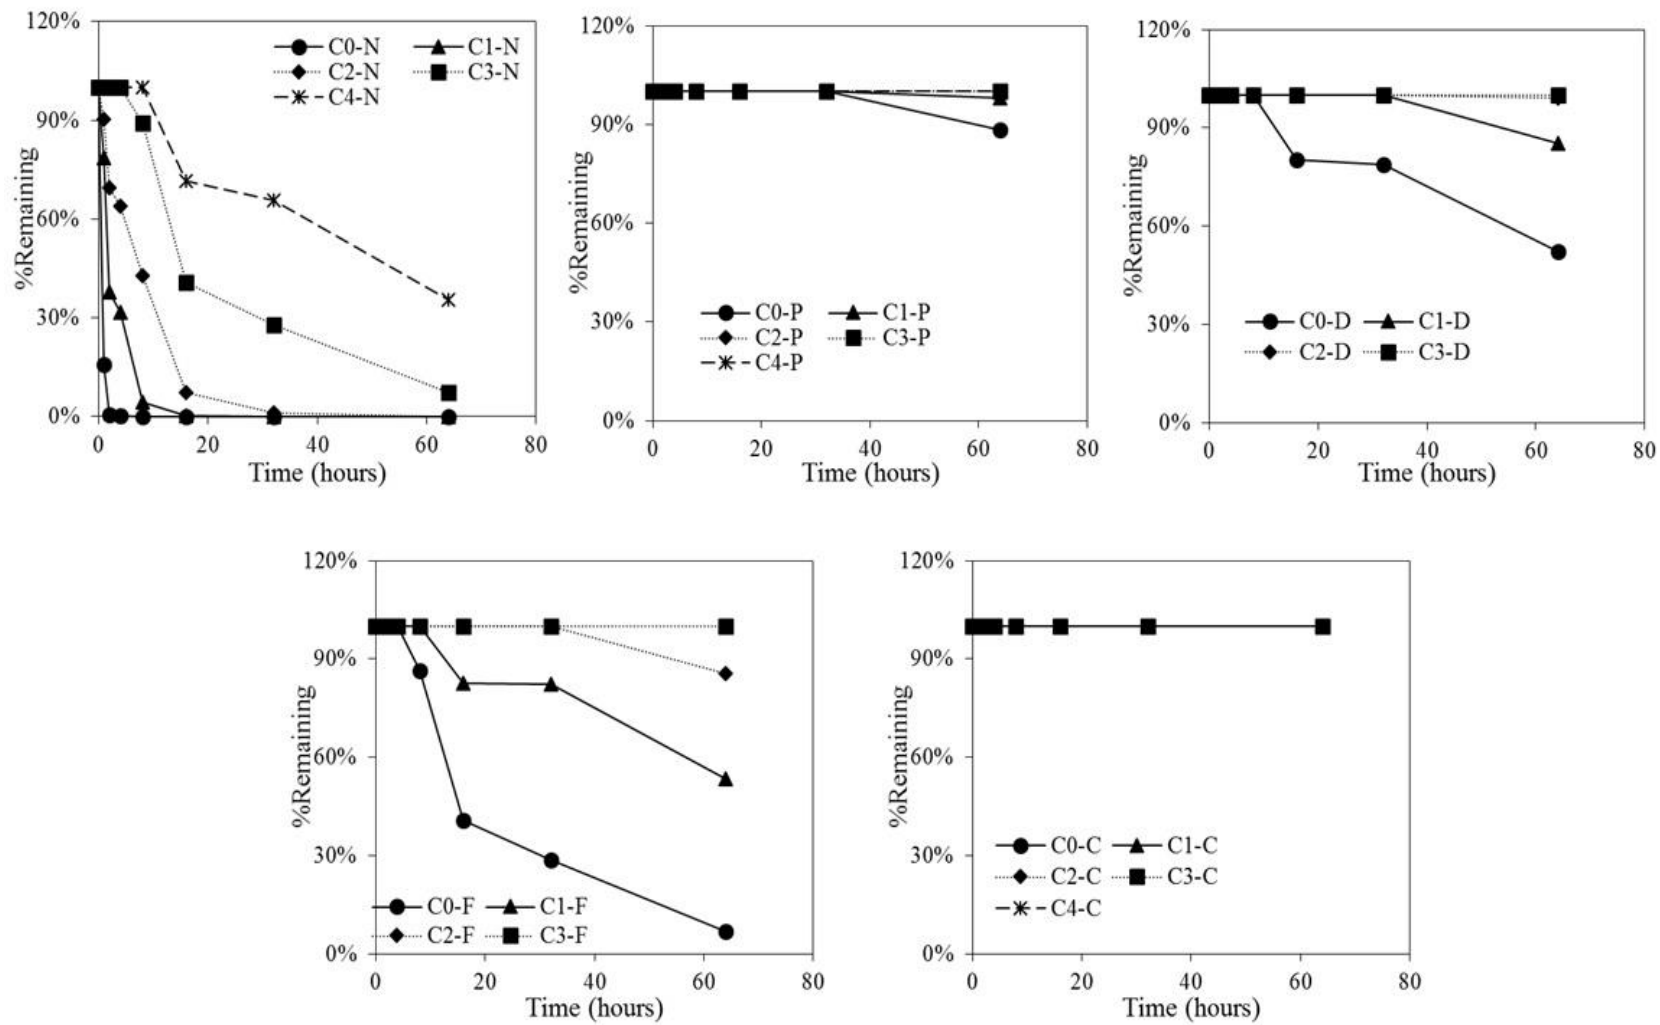 120%
90%
60%
30%
0%
%Remaining
C0-N C1-N
C2-N C3-N
C4-N
0 20 40 60 80
Time (hours)
120%
90%
60%
30%
0%
%Remaining
C0-P C1-P
C2-P C3-P
C4-P
0 20 40 60 80
Time (hours)
120%
90%
60%
30%
0%
%Remaining
C0-D C1-D
C2-D C3-D
0 20 40 60 80
Time (hours)
120%
90%
60%
30%
0%
%Remaining
C0-F C1-F
C2-F C3-F
0 20 40 60 80
Time (hours)
120%
90%
60%
30%
0%
%Remaining
C0-C C1-C
C2-C C3-C
C4-C
0 20 40 60 80
Time (hours)